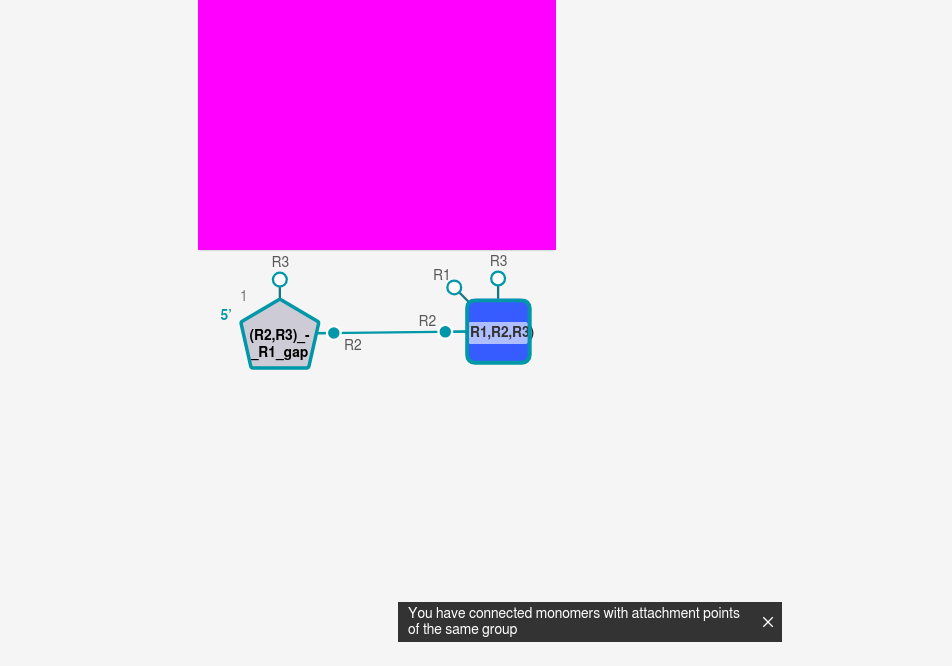 R3
R3
R1
1
5’
R2
(R2,R3)_-
_R1_gap
R1,R2,R3)
R2
You have connected monomers with attachment points
of the same group